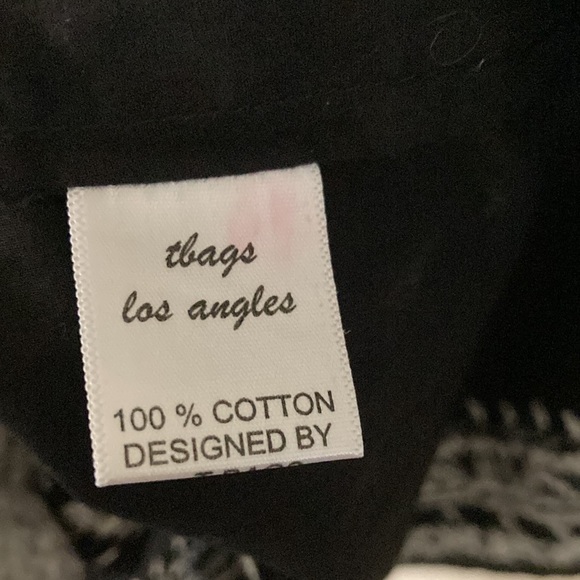 tbags
los angles
100 % COTTON
DESIGNED BY